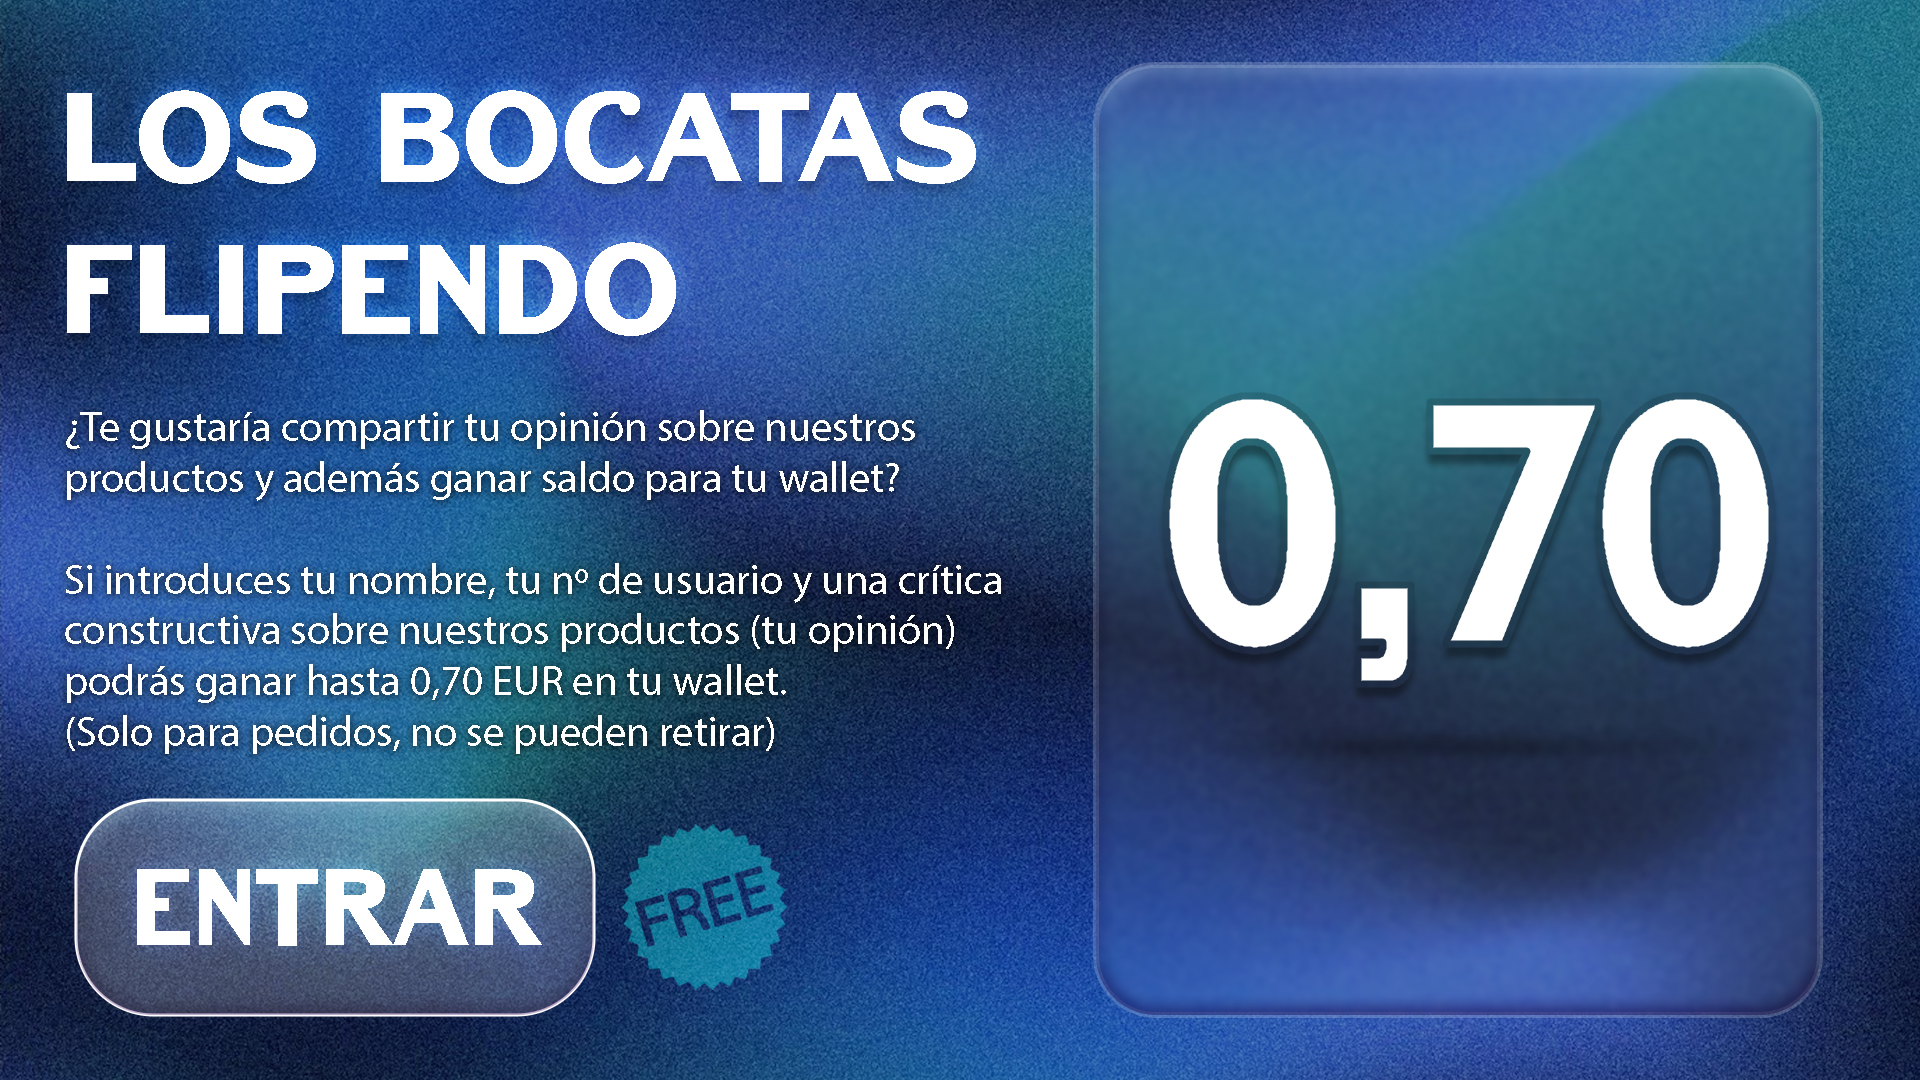 LOS BOCATAS
FLIPENDO
¿Te gustaría compartir tu opinión sobre nuestros
productos y además ganar saldo para tu wallet?
Si introduces tu nombre, tu nº de usuario y una crítica
constructiva sobre nuestros productos (tu opinión)
podrás ganar hasta 0,70 EUR en tu wallet.
(Solo para pedidos, no se pueden retirar)
ENTRAR
FREE
0,70